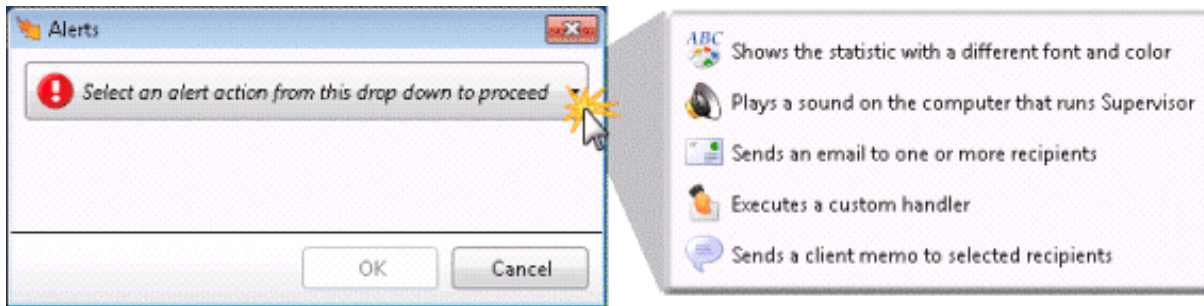 Alerts
Select an alert action from this drop down to proceed
OK
Cancel
ABC
Shows the statistic with a different font and color
Plays a sound on the computer that runs Supervisor
Sends an email to one or more recipients
Executes a custom handler
Sends a client memo to selected recipients